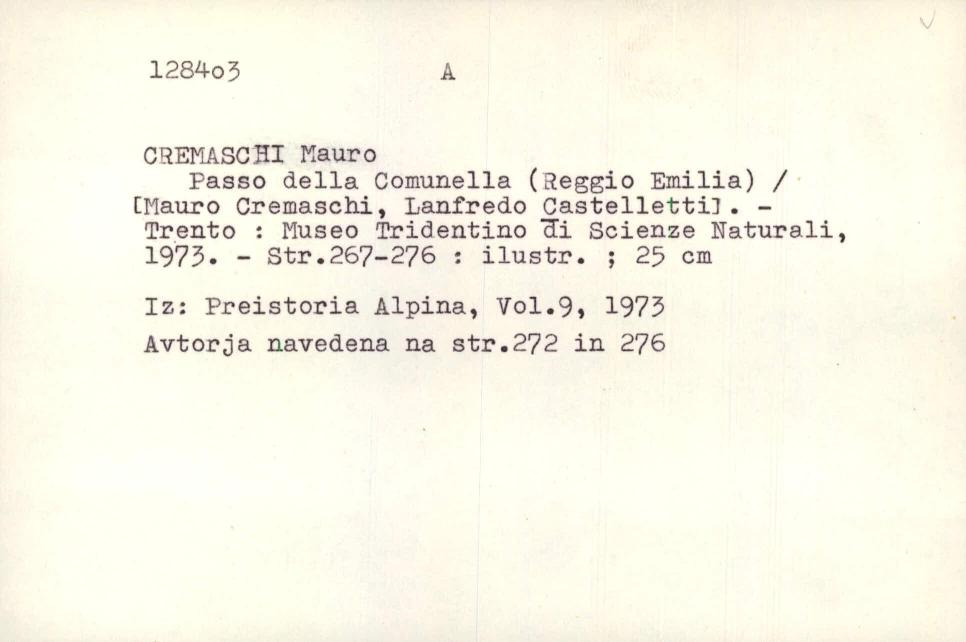 1284o3 A
CREMASCHI Mauro
Passo della Comunella (Reggio Emilia) /
[Mauro Cremaschi, Lanfredo Castelletti]. -
Trento : Museo Tridentino di Scienze Naturali,
1973. - Str.267-276 : ilustr. ; 25 cm
Iz: Preistoria Alpina, Vol.9, 1973
Avtorja navedena na str.272 in 276